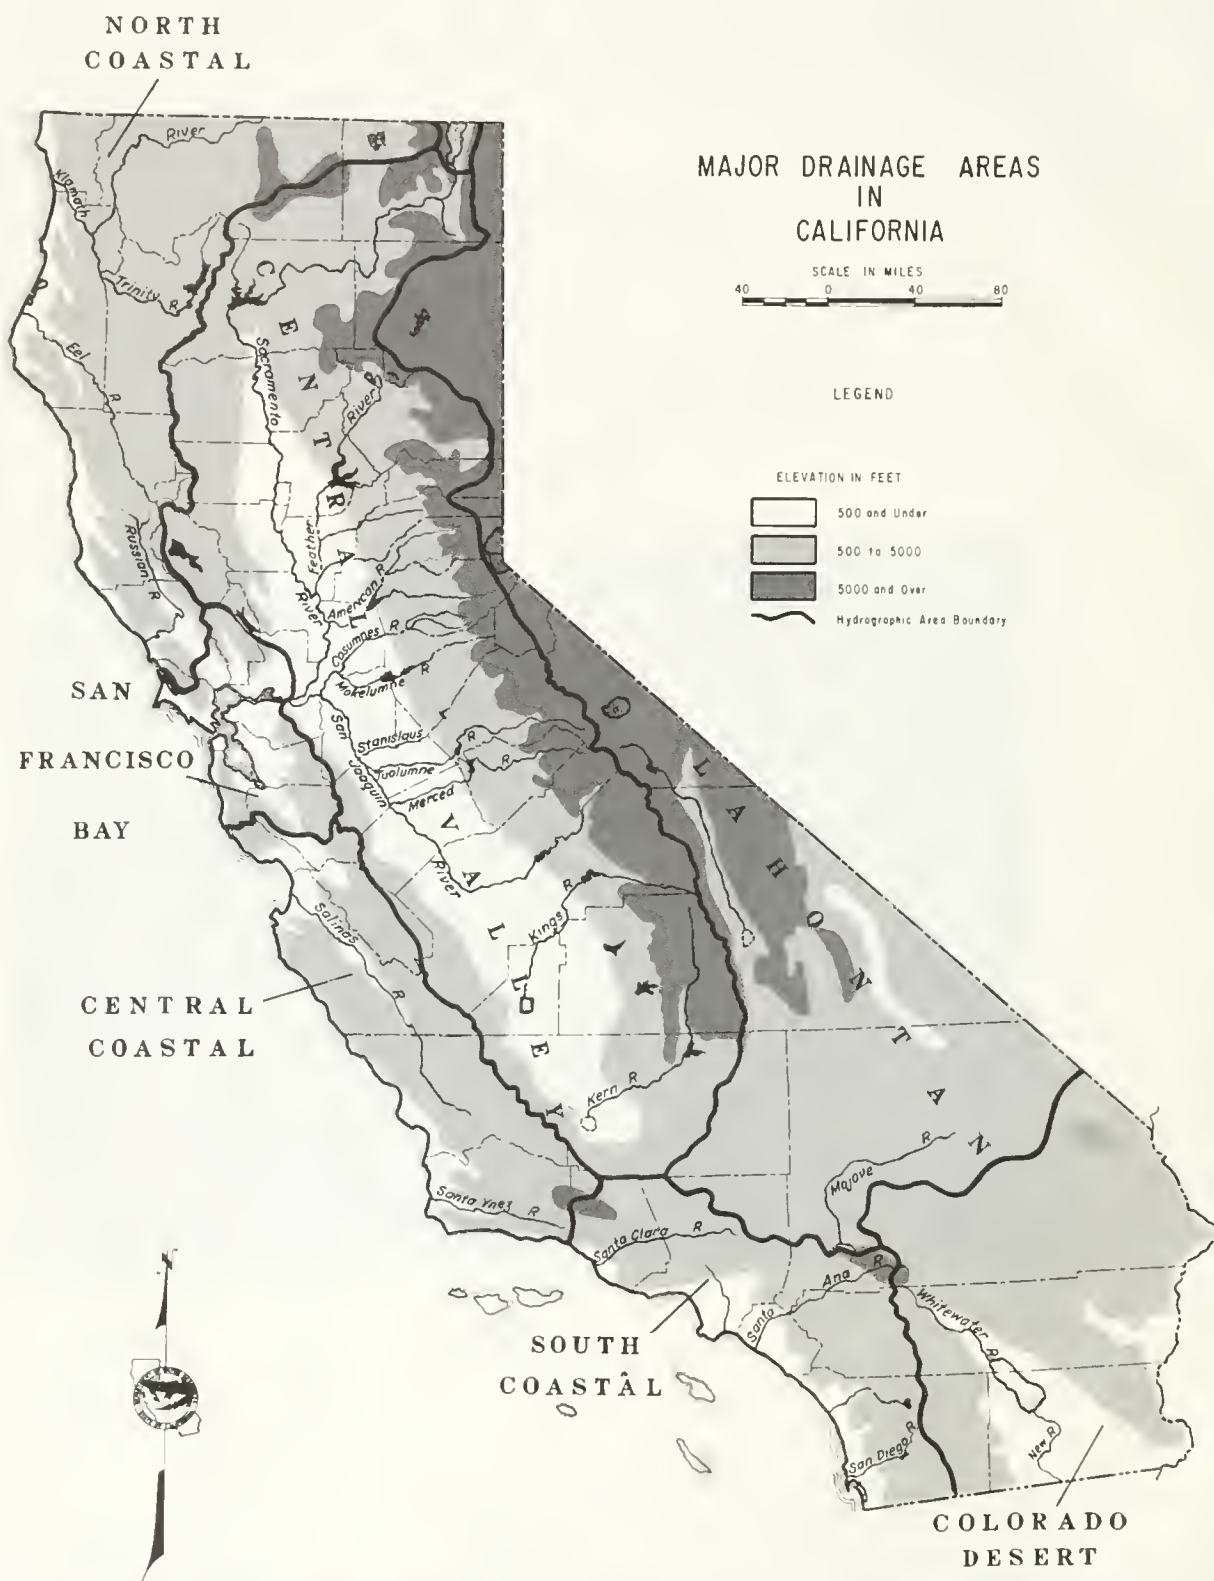 NORTH
COASTAL
MAJOR DRAINAGE AREAS
IN
CALIFORNIA
SCALE IN MILES
40 0 40 80
LEGEND
ELEVATION IN FEET
500 and Under
500 to 5000
5000 and Over
Hydrographic Area Boundary
River
Klamath
Trinity R
Eel
R
Sacramento
River
River
Feather
Russian
R
American R
Cosumnes R
Mokelumne R
San
Joaquin
River
Stanislaus R
Tuolumne
Merced R
CENTRAL
VALLEY
LAHONTAN
SAN
FRANCISCO
BAY
Salinas
R
Kings R
CENTRAL
COASTAL
Kern R
Mojave R
Santa Ynez R
Santa Clara R
Santa Ana R
Whitewater R
SOUTH
COASTÂL
San Diego R
New R
COLORADO
DESERT